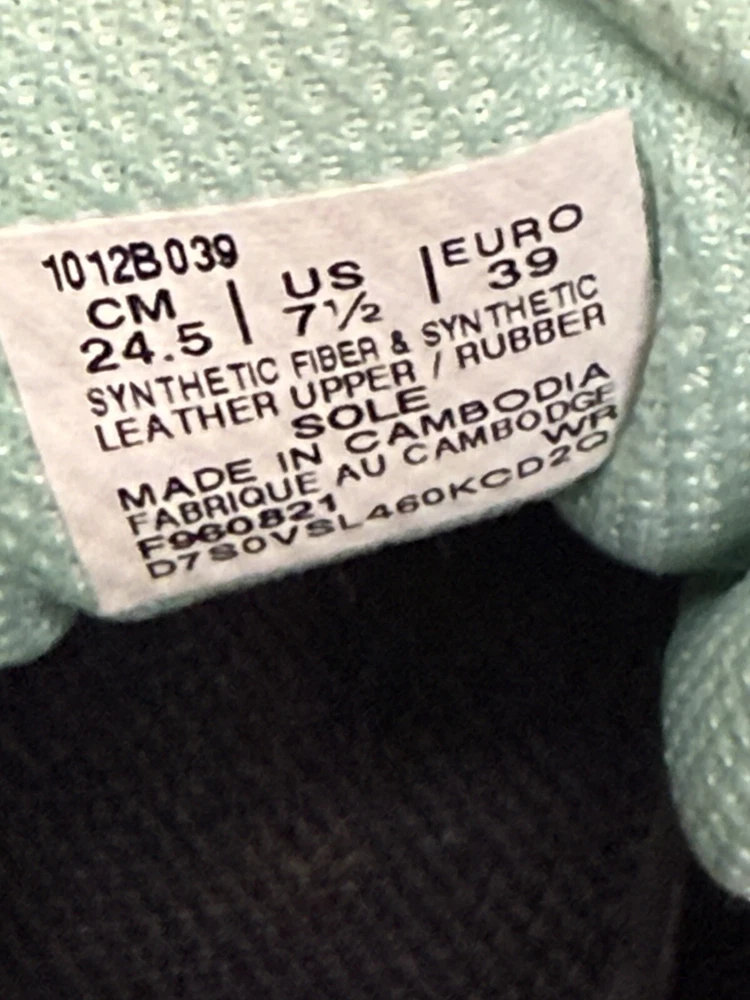 1012B039
CM | US | EURO
24.5 7½ 39
SYNTHETIC FIBER & SYNTHETIC
LEATHER UPPER / RUBBER
SOLE
MADE IN CAMBODIA
FABRIQUE AU CAMBODGE
F960821 WR
D7S0VSL460KCD2Q